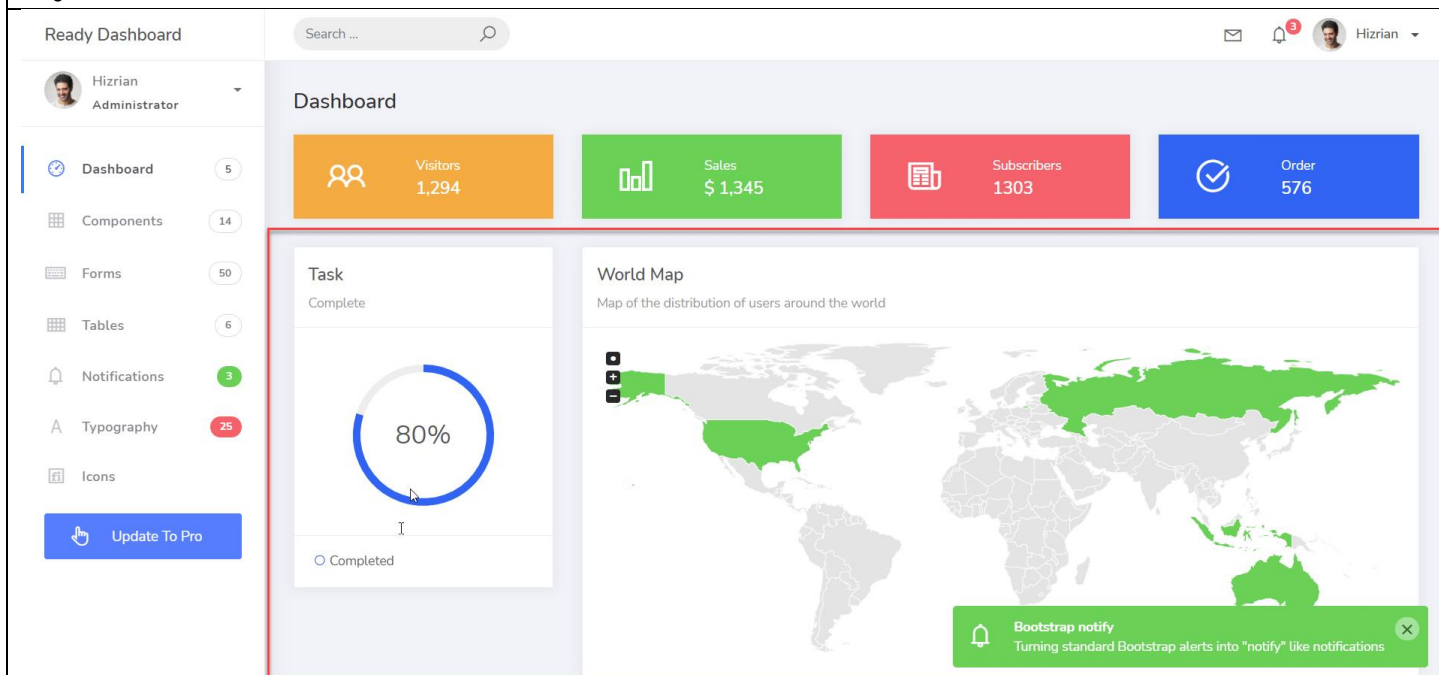 Ready Dashboard
Search ...
3
Hizrian
Hizrian
Administrator
Dashboard 5
Components 14
Forms 50
Tables 6
Notifications 3
Typography 25
Icons
Update To Pro
Dashboard
Visitors
1,294
Sales
$ 1,345
Subscribers
1303
Order
576
Task
Complete
80%
Completed
World Map
Map of the distribution of users around the world
Bootstrap notify
Turning standard Bootstrap alerts into "notify" like notifications